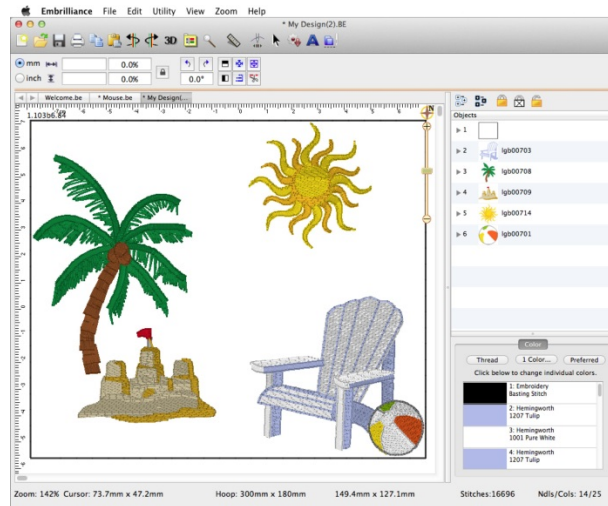 Embrilliance File Edit Utility View Zoom Help
* My Design(2).BE
3D
mm 0.0% 
inch 0.0% 0.0°
Welcome.be * Mouse.be * My Design(...
N
Objects
1
2 lgb00703
3 lgb00708
4 lgb00709
5 lgb00714
6 lgb00701
Color
Thread 1 Color... Preferred
Click below to change individual colors.
1: Embroidery
Basting Stitch
2: Hemingworth
1207 Tulip
3: Hemingworth
1001 Pure White
4: Hemingworth
1207 Tulip
Zoom: 142% Cursor: 73.7mm x 47.2mm Hoop: 300mm x 180mm 149.4mm x 127.1mm Stitches:16696 Ndls/Cols: 14/25